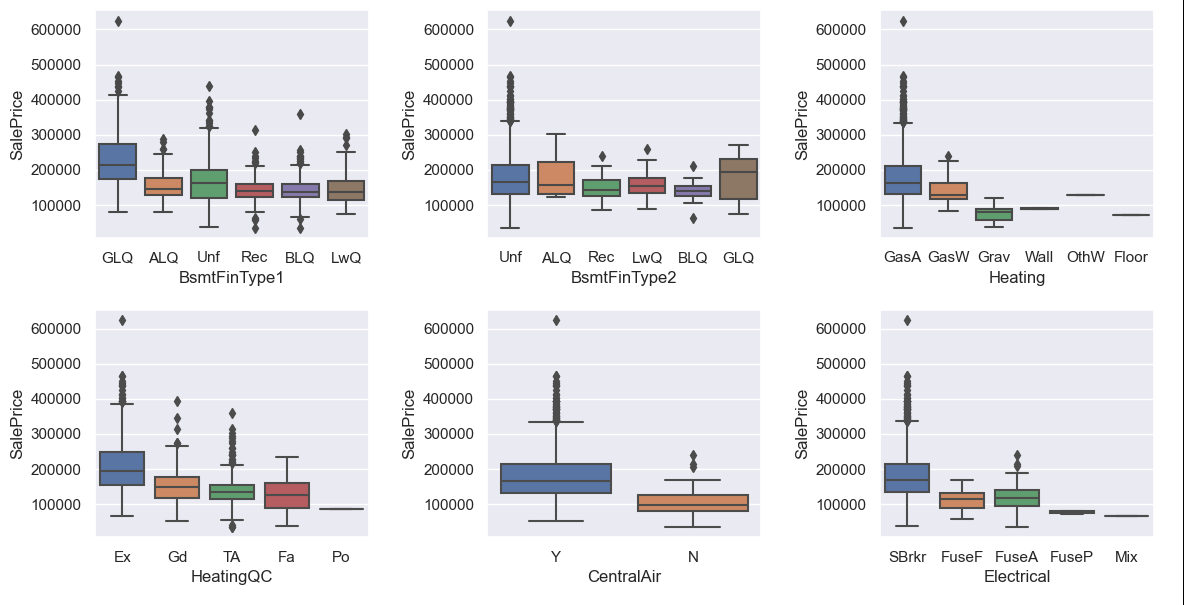 600000
500000
400000
300000
200000
100000
SalePrice
GLQ ALQ Unf Rec BLQ LwQ
BsmtFinType1
600000
500000
400000
300000
200000
100000
SalePrice
Unf ALQ Rec LwQ BLQ GLQ
BsmtFinType2
600000
500000
400000
300000
200000
100000
SalePrice
GasA GasW Grav Wall OthW Floor
Heating
600000
500000
400000
300000
200000
100000
SalePrice
Ex Gd TA Fa Po
HeatingQC
600000
500000
400000
300000
200000
100000
SalePrice
Y N
CentralAir
600000
500000
400000
300000
200000
100000
SalePrice
SBrkr FuseF FuseA FuseP Mix
Electrical